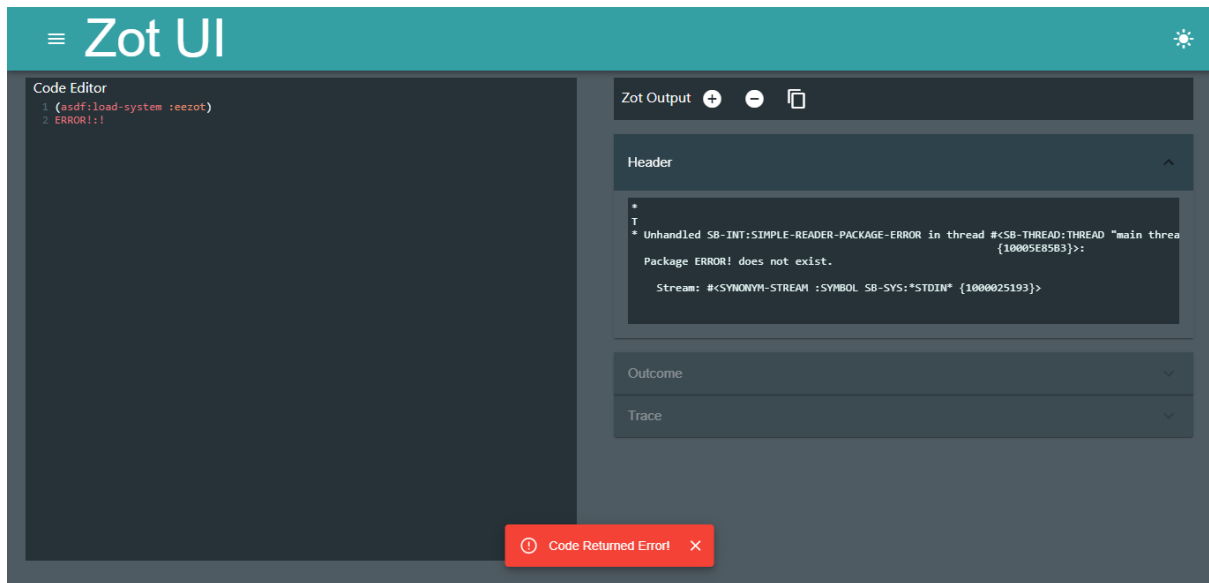 Zot UI
Code Editor
1 (asdf:load-system :eezot)
2 ERROR!:!
Zot Output
Header
*
T
* Unhandled SB-INT:SIMPLE-READER-PACKAGE-ERROR in thread #<SB-THREAD:THREAD "main threa
{10005E85B3}>:
Package ERROR! does not exist.
Stream: #<SYNONYM-STREAM :SYMBOL SB-SYS:*STDIN* {1000025193}>
Outcome
Trace
Code Returned Error!